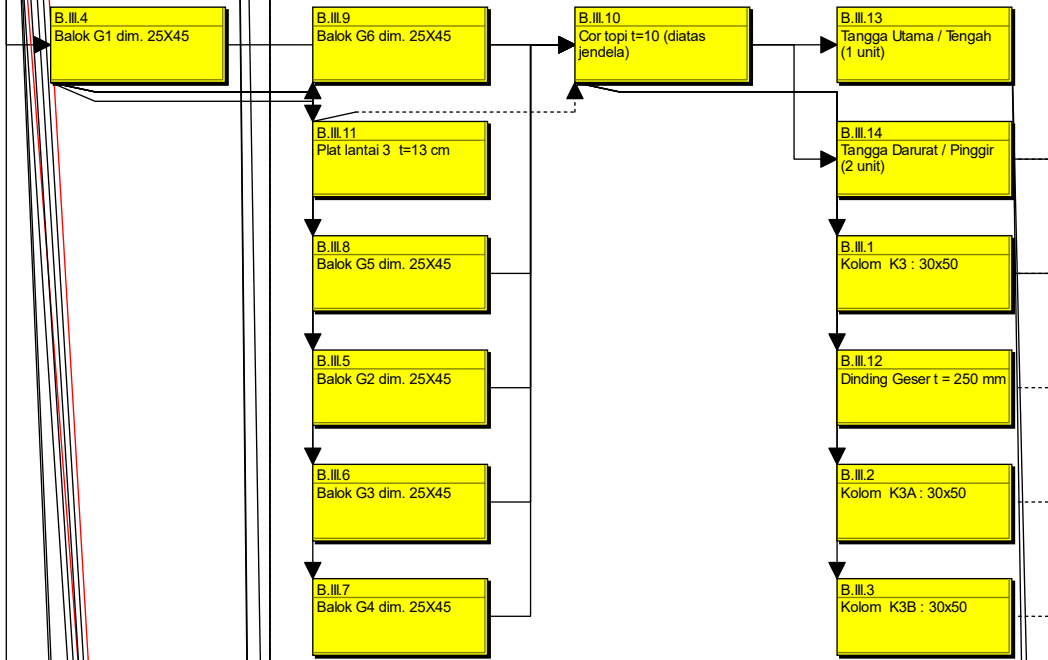 B.III.4
Balok G1 dim. 25X45
B.III.9
Balok G6 dim. 25X45
B.III.11
Plat lantai 3 t=13 cm
B.III.8
Balok G5 dim. 25X45
B.III.5
Balok G2 dim. 25X45
B.III.6
Balok G3 dim. 25X45
B.III.7
Balok G4 dim. 25X45
B.III.10
Cor topi t=10 (diatas
jendela)
B.III.13
Tangga Utama / Tengah
(1 unit)
B.III.14
Tangga Darurat / Pinggir
(2 unit)
B.III.1
Kolom K3 : 30x50
B.III.12
Dinding Geser t = 250 mm
B.III.2
Kolom K3A : 30x50
B.III.3
Kolom K3B : 30x50